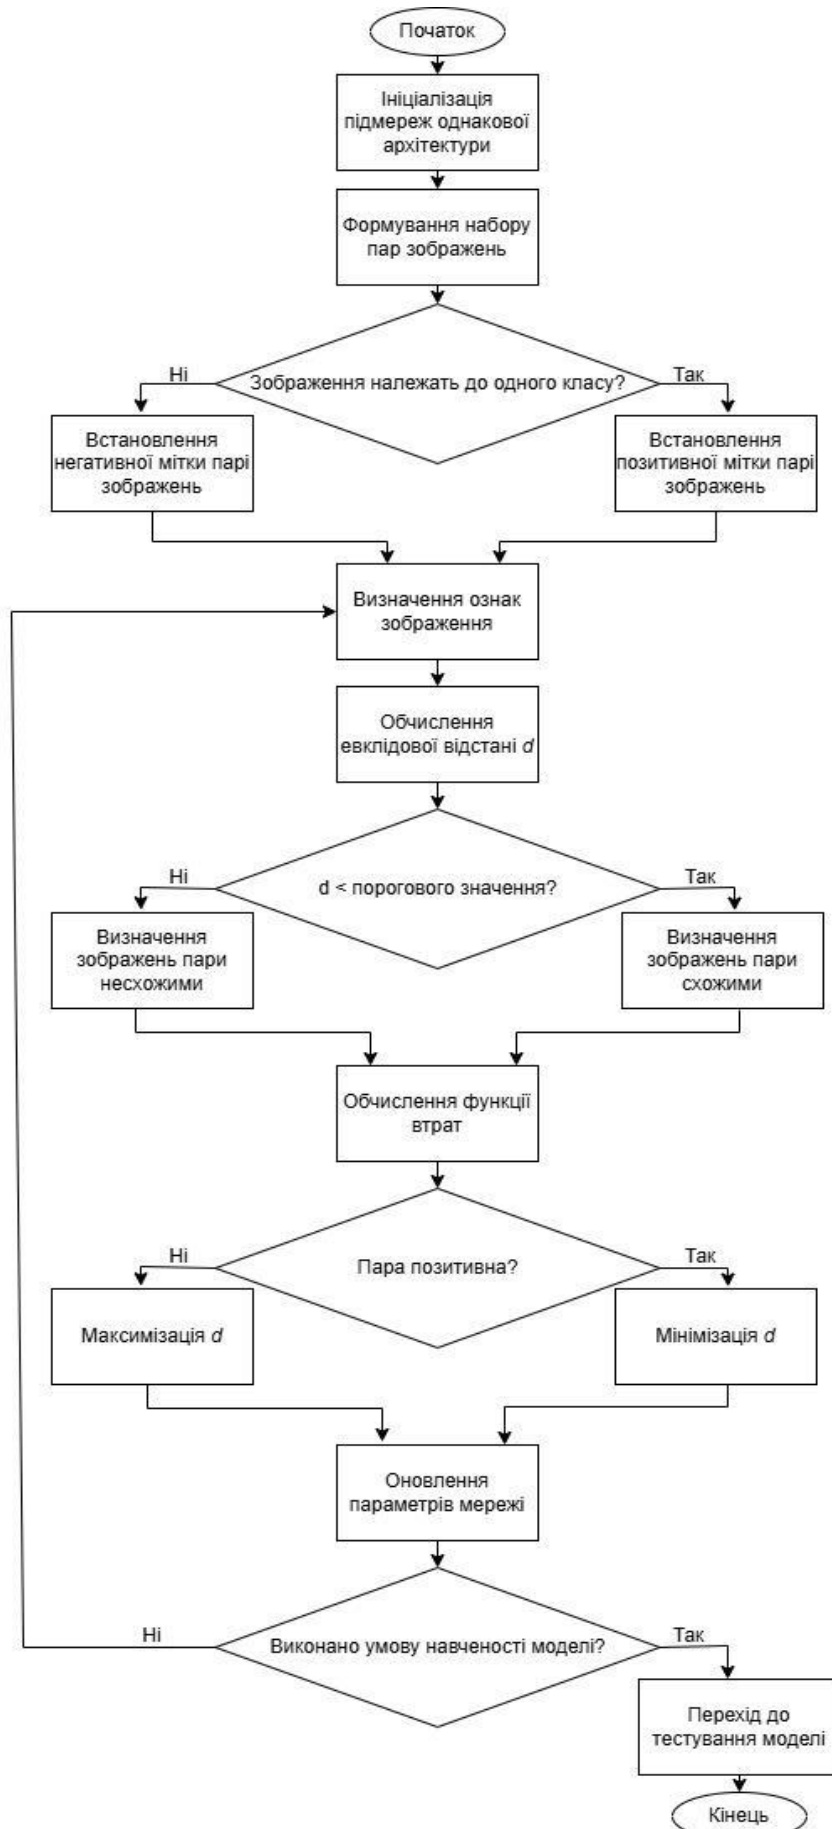 Початок
Ініціалізація
підмереж однакової
архітектури
Формування набору
пар зображень
Зображення належать до одного класу?
Ні
Так
Встановлення
негативної мітки парі
зображень
Встановлення
позитивної мітки парі
зображень
Визначення ознак
зображення
Обчислення
евклідової відстані d
d < порогового значення?
Ні
Так
Визначення
зображень пари
несхожими
Визначення
зображень пари
схожими
Обчислення функції
втрат
Пара позитивна?
Ні
Так
Максимізація d
Мінімізація d
Оновлення
параметрів мережі
Виконано умову навченості моделі?
Ні
Так
Перехід до
тестування моделі
Кінець